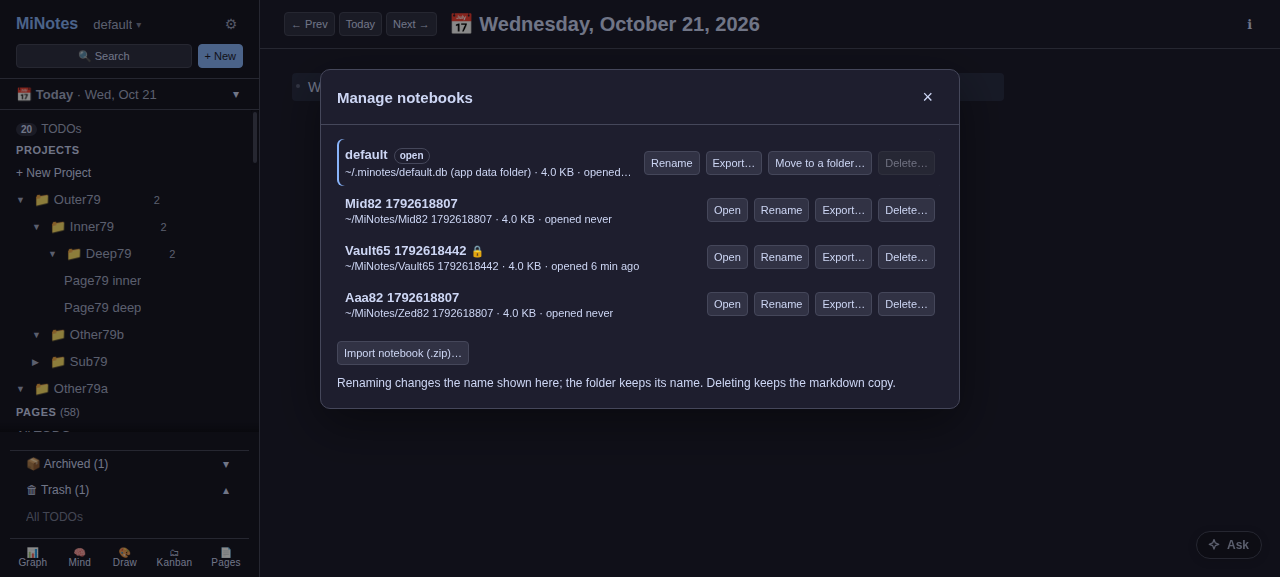 MiNotes default ▾ ⚙
🔍 Search + New
📅 Today · Wed, Oct 21 ▼
20 TODOs
PROJECTS
+ New Project
▼ 📁 Outer79 2
▼ 📁 Inner79 2
▼ 📁 Deep79 2
Page79 inner
Page79 deep
▼ 📁 Other79b
▶ 📁 Sub79
▼ 📁 Other79a
PAGES (58)
📦 Archived (1) ▼
🗑 Trash (1) ▲
All TODOs
📊 Graph
🧠 Mind
🎨 Draw
🗂 Kanban
📄 Pages
← Prev Today Next → 📅 Wednesday, October 21, 2026 ℹ
Manage notebooks ×
default open
~/.minotes/default.db (app data folder) · 4.0 KB · opened…
Rename Export… Move to a folder… Delete…
Mid82 1792618807
~/MiNotes/Mid82 1792618807 · 4.0 KB · opened never
Open Rename Export… Delete…
Vault65 1792618442 🔒
~/MiNotes/Vault65 1792618442 · 4.0 KB · opened 6 min ago
Open Rename Export… Delete…
Aaa82 1792618807
~/MiNotes/Zed82 1792618807 · 4.0 KB · opened never
Open Rename Export… Delete…
Import notebook (.zip)…
Renaming changes the name shown here; the folder keeps its name. Deleting keeps the markdown copy.
Ask